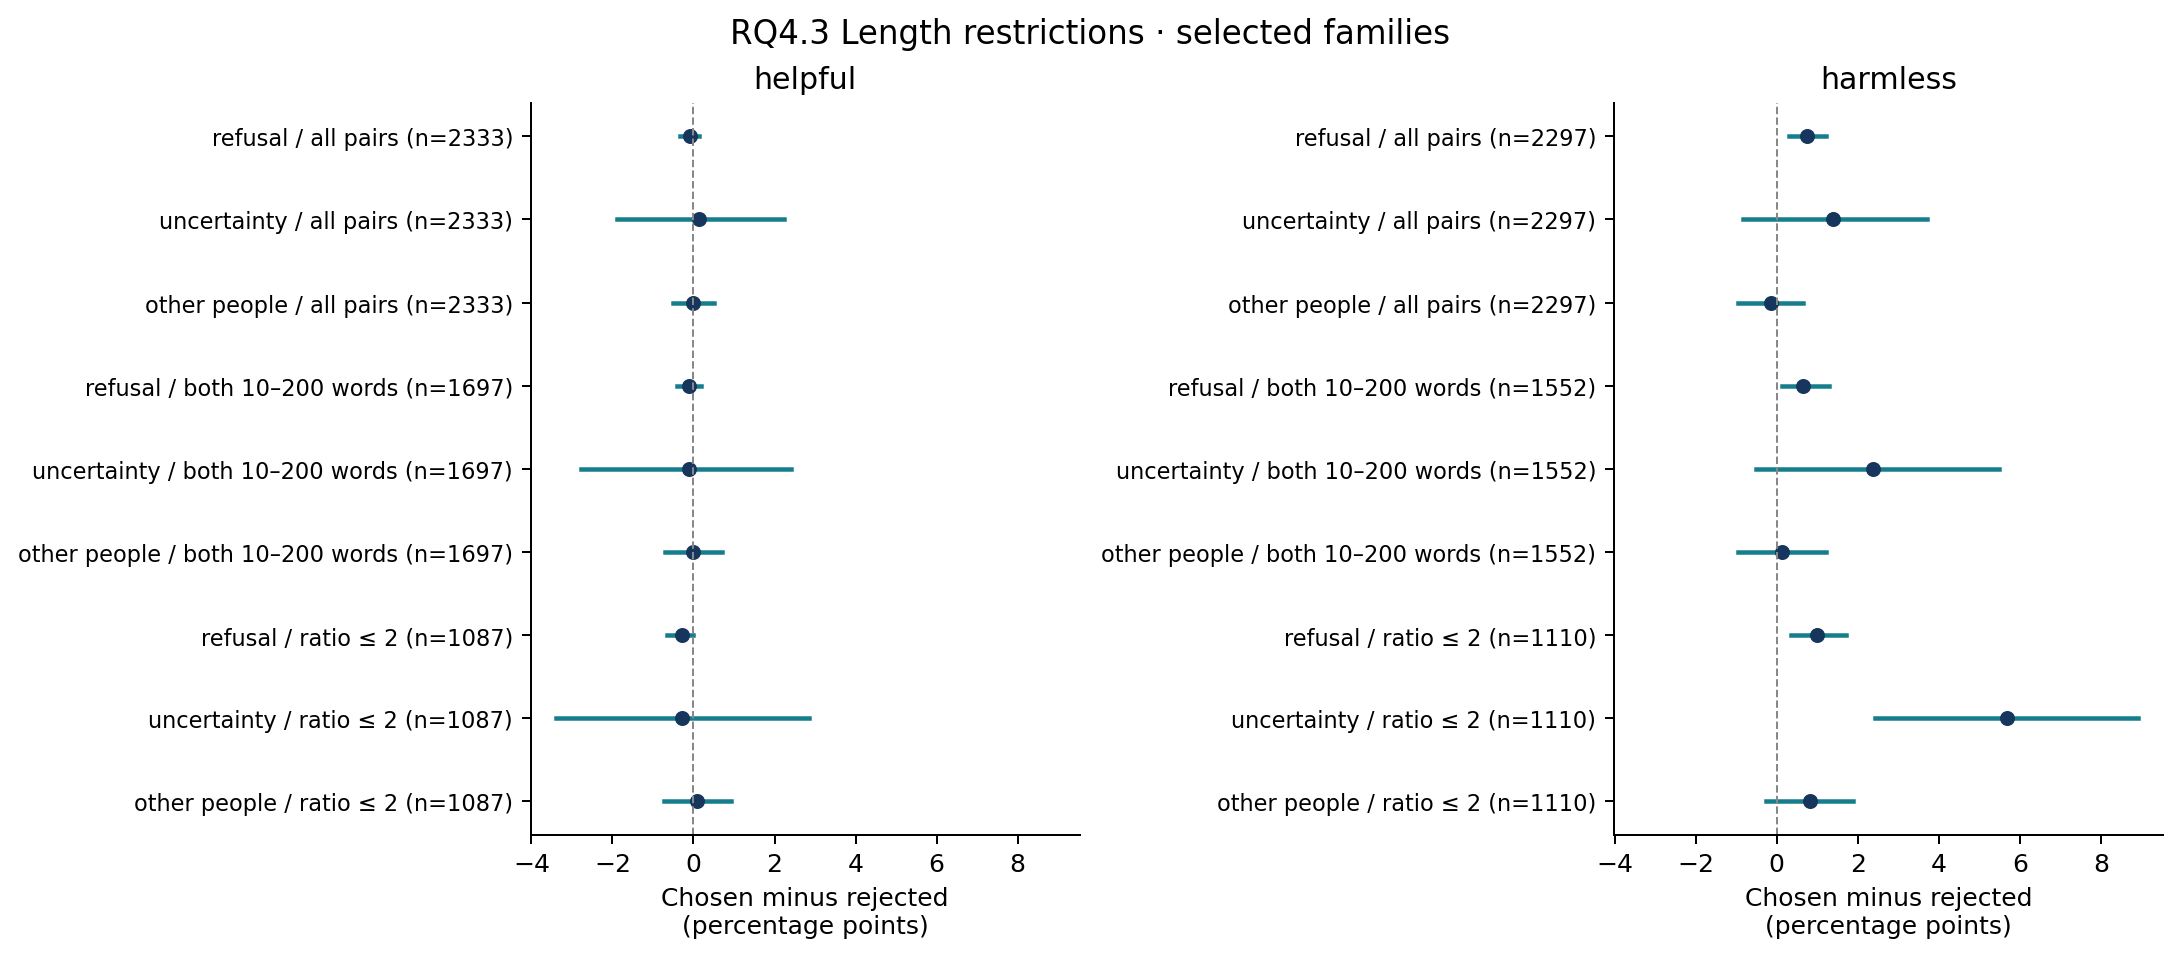 RQ4.3 Length restrictions · selected families
helpful
refusal / all pairs (n=2333)
uncertainty / all pairs (n=2333)
other people / all pairs (n=2333)
refusal / both 10–200 words (n=1697)
uncertainty / both 10–200 words (n=1697)
other people / both 10–200 words (n=1697)
refusal / ratio ≤ 2 (n=1087)
uncertainty / ratio ≤ 2 (n=1087)
other people / ratio ≤ 2 (n=1087)
−4 −2 0 2 4 6 8
Chosen minus rejected
(percentage points)
harmless
refusal / all pairs (n=2297)
uncertainty / all pairs (n=2297)
other people / all pairs (n=2297)
refusal / both 10–200 words (n=1552)
uncertainty / both 10–200 words (n=1552)
other people / both 10–200 words (n=1552)
refusal / ratio ≤ 2 (n=1110)
uncertainty / ratio ≤ 2 (n=1110)
other people / ratio ≤ 2 (n=1110)
−4 −2 0 2 4 6 8
Chosen minus rejected
(percentage points)